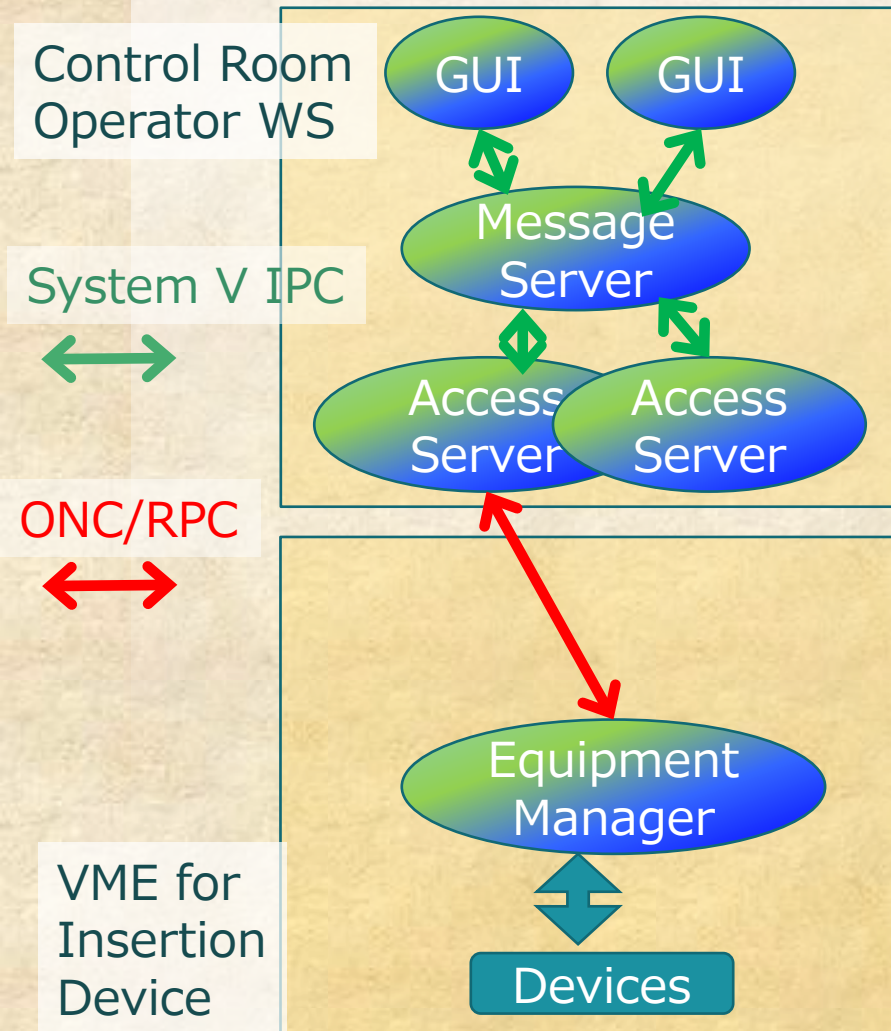 Control Room
Operator WS
GUI
GUI
Message
Server
System V IPC
Access
Server
Access
Server
ONC/RPC
Equipment
Manager
VME for
Insertion
Device
Devices